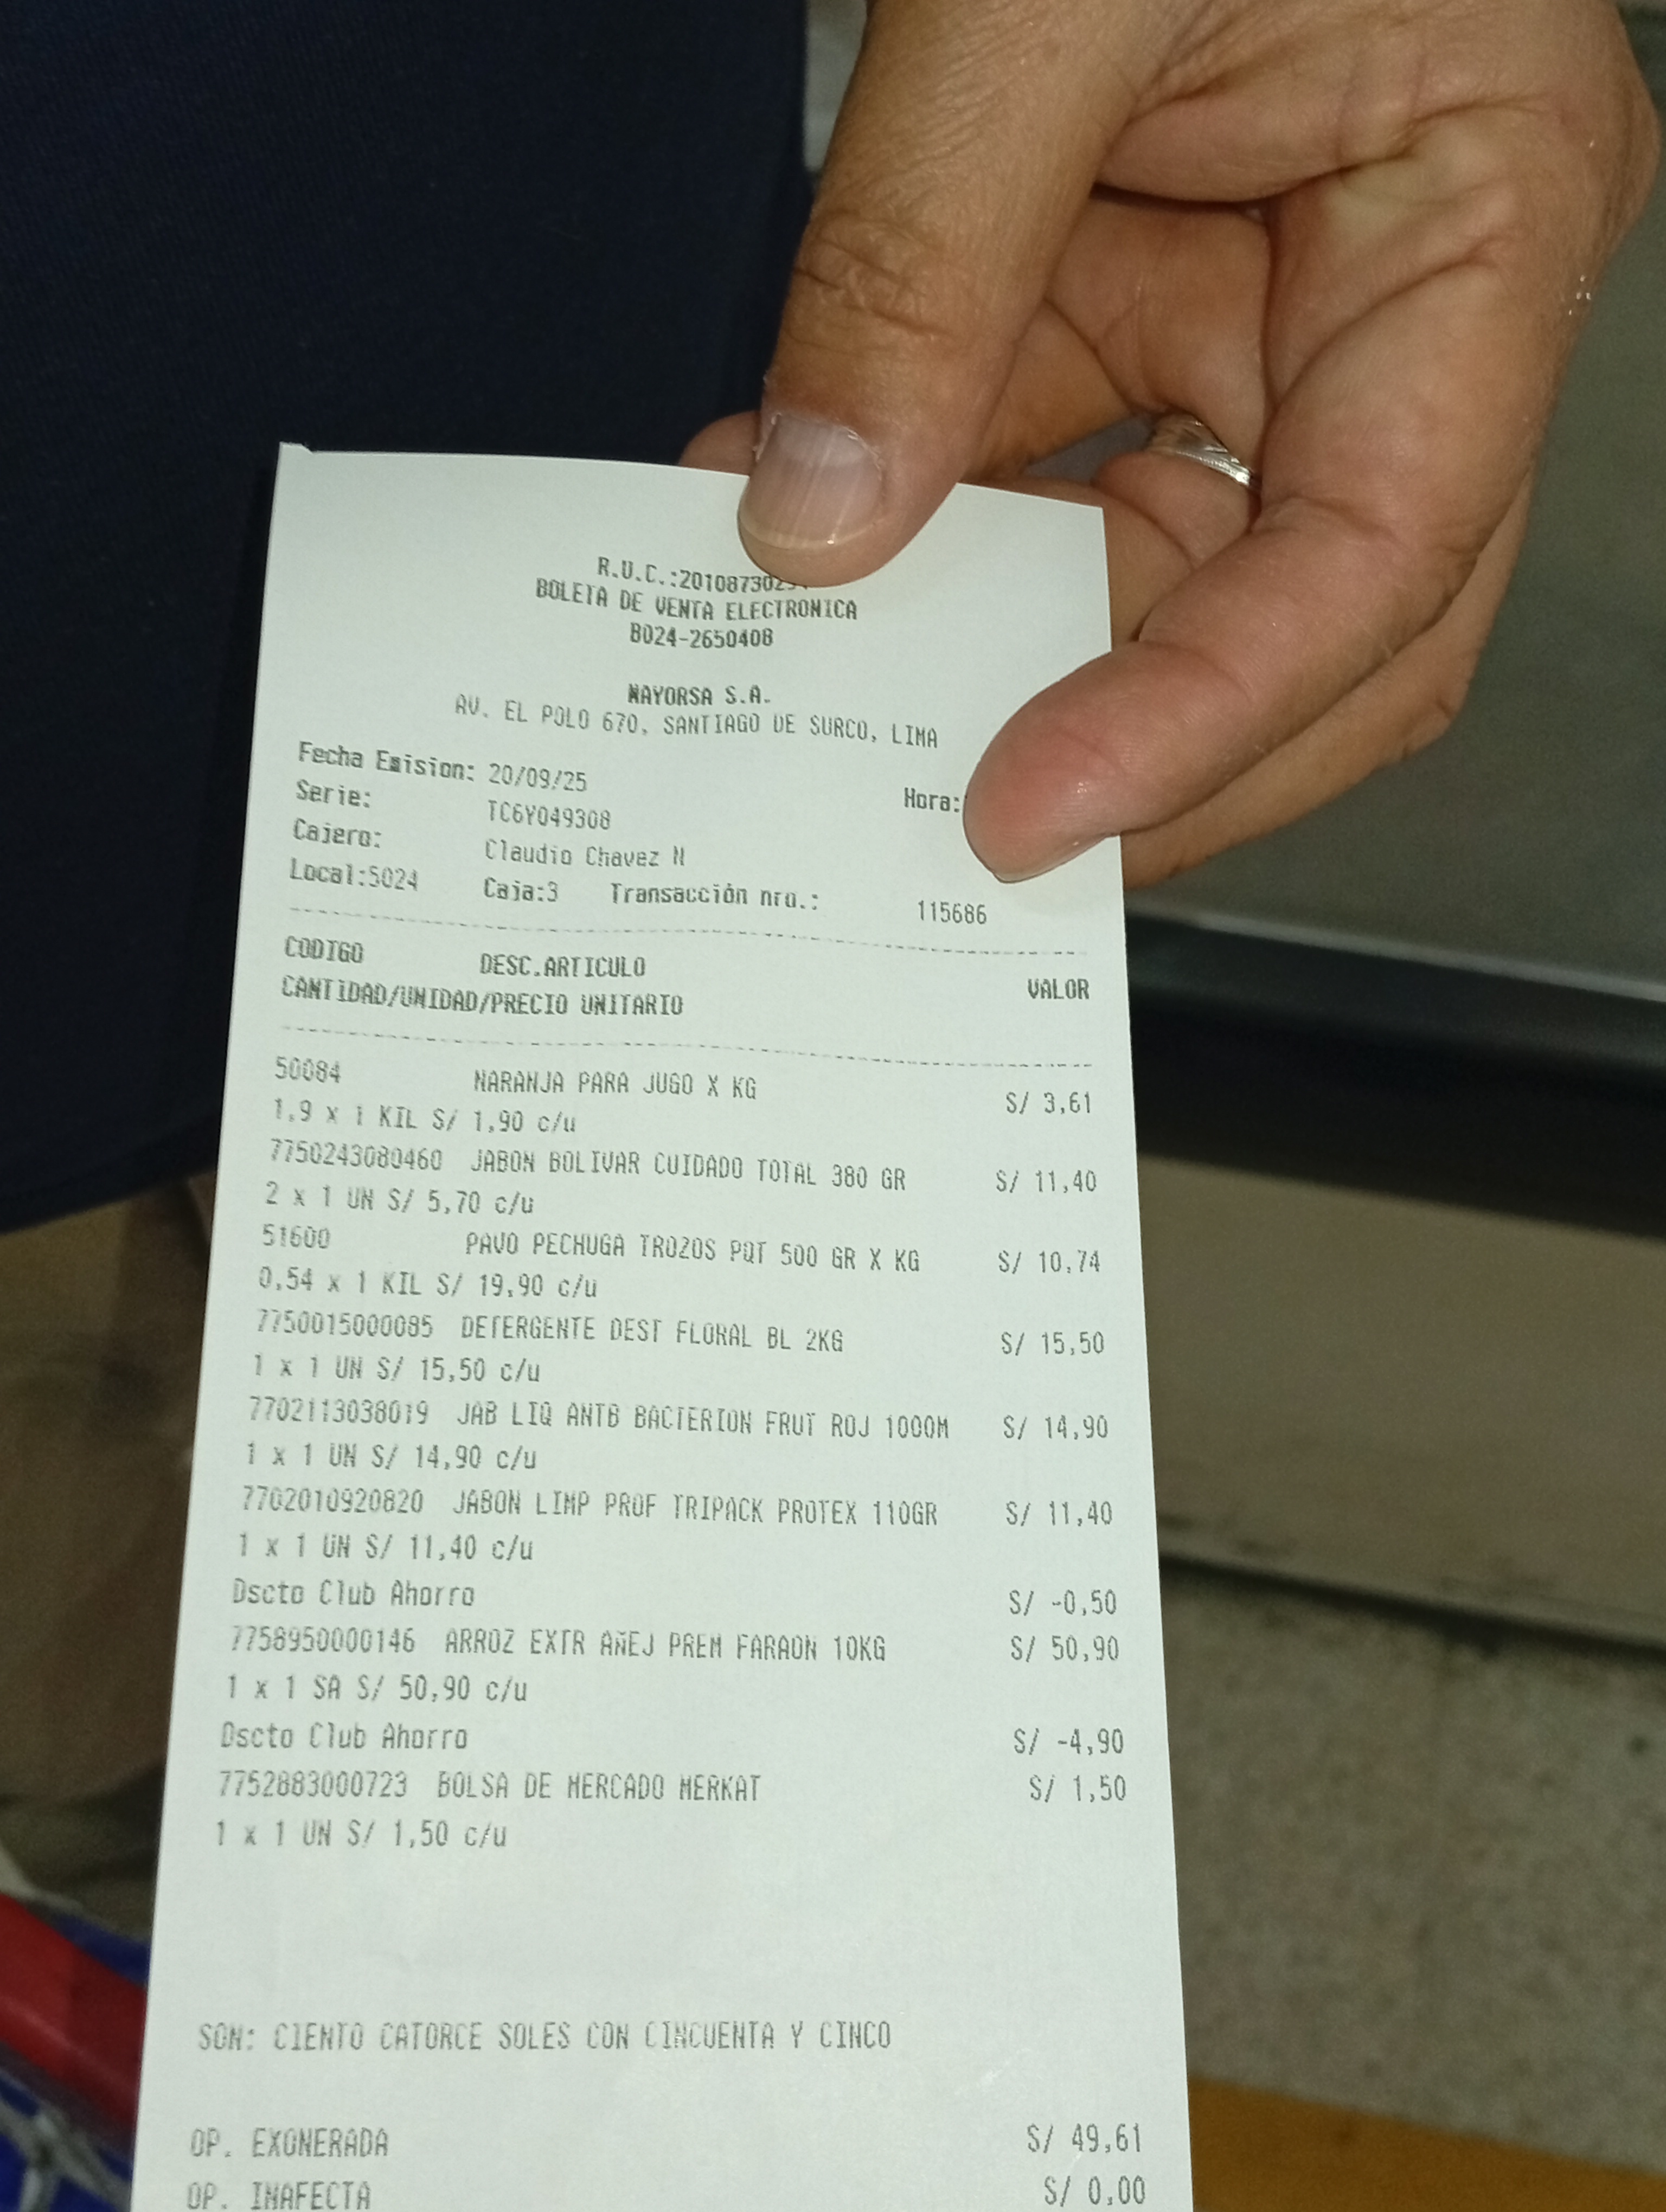 R.U.C.:20108730294
BOLETA DE VENTA ELECTRONICA
B024-2650408
MAYORSA S.A.
AV. EL POLO 670, SANTIAGO DE SURCO, LIMA
Fecha Emision: 20/09/25 Hora:
Serie: TC6Y049308
Cajero: Claudio Chavez N
Local:5024 Caja:3 Transacción nro.: 115686
CODIGO DESC.ARTICULO VALOR
CANTIDAD/UNIDAD/PRECIO UNITARIO
50084 NARANJA PARA JUGO X KG S/ 3,61
1,9 x 1 KIL S/ 1,90 c/u
7750243080460 JABON BOLIVAR CUIDADO TOTAL 380 GR S/ 11,40
2 x 1 UN S/ 5,70 c/u
51600 PAVO PECHUGA TROZOS PQT 500 GR X KG S/ 10,74
0,54 x 1 KIL S/ 19,90 c/u
7750015000085 DETERGENTE DEST FLORAL BL 2KG S/ 15,50
1 x 1 UN S/ 15,50 c/u
7702113038019 JAB LIQ ANTB BACTERION FRUT ROJ 1000M S/ 14,90
1 x 1 UN S/ 14,90 c/u
7702010920820 JABON LIMP PROF TRIPACK PROTEX 110GR S/ 11,40
1 x 1 UN S/ 11,40 c/u
Dscto Club Ahorro S/ -0,50
7758950000146 ARROZ EXTR AÑEJ PREM FARAON 10KG S/ 50,90
1 x 1 SA S/ 50,90 c/u
Dscto Club Ahorro S/ -4,90
7752883000723 BOLSA DE MERCADO MERKAT S/ 1,50
1 x 1 UN S/ 1,50 c/u
SON: CIENTO CATORCE SOLES CON CINCUENTA Y CINCO
OP. EXONERADA S/ 49,61
OP. INAFECTA S/ 0,00